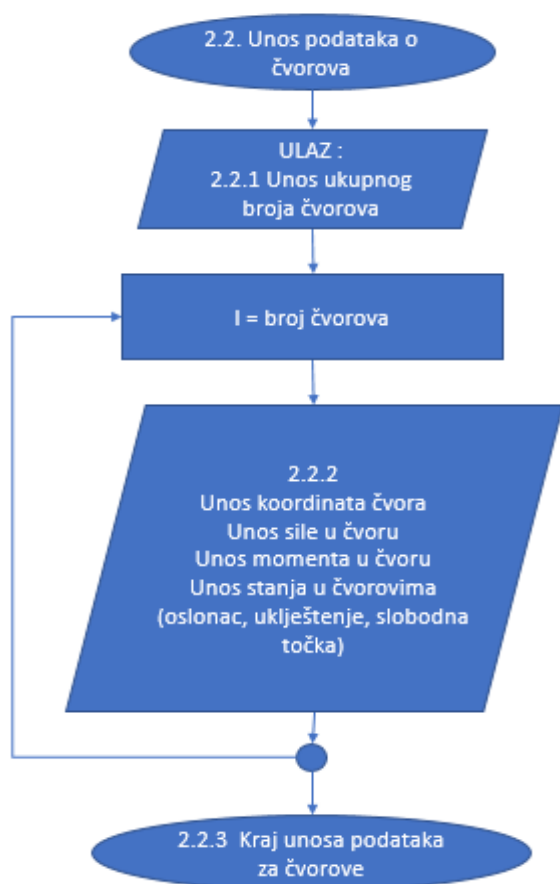 2.2. Unos podataka o
čvorova
ULAZ :
2.2.1 Unos ukupnog
broja čvorova
I = broj čvorova
2.2.2
Unos koordinata čvora
Unos sile u čvoru
Unos momenta u čvoru
Unos stanja u čvorovima
(oslonac, uklještenje, slobodna
točka)
2.2.3 Kraj unosa podataka
za čvorove